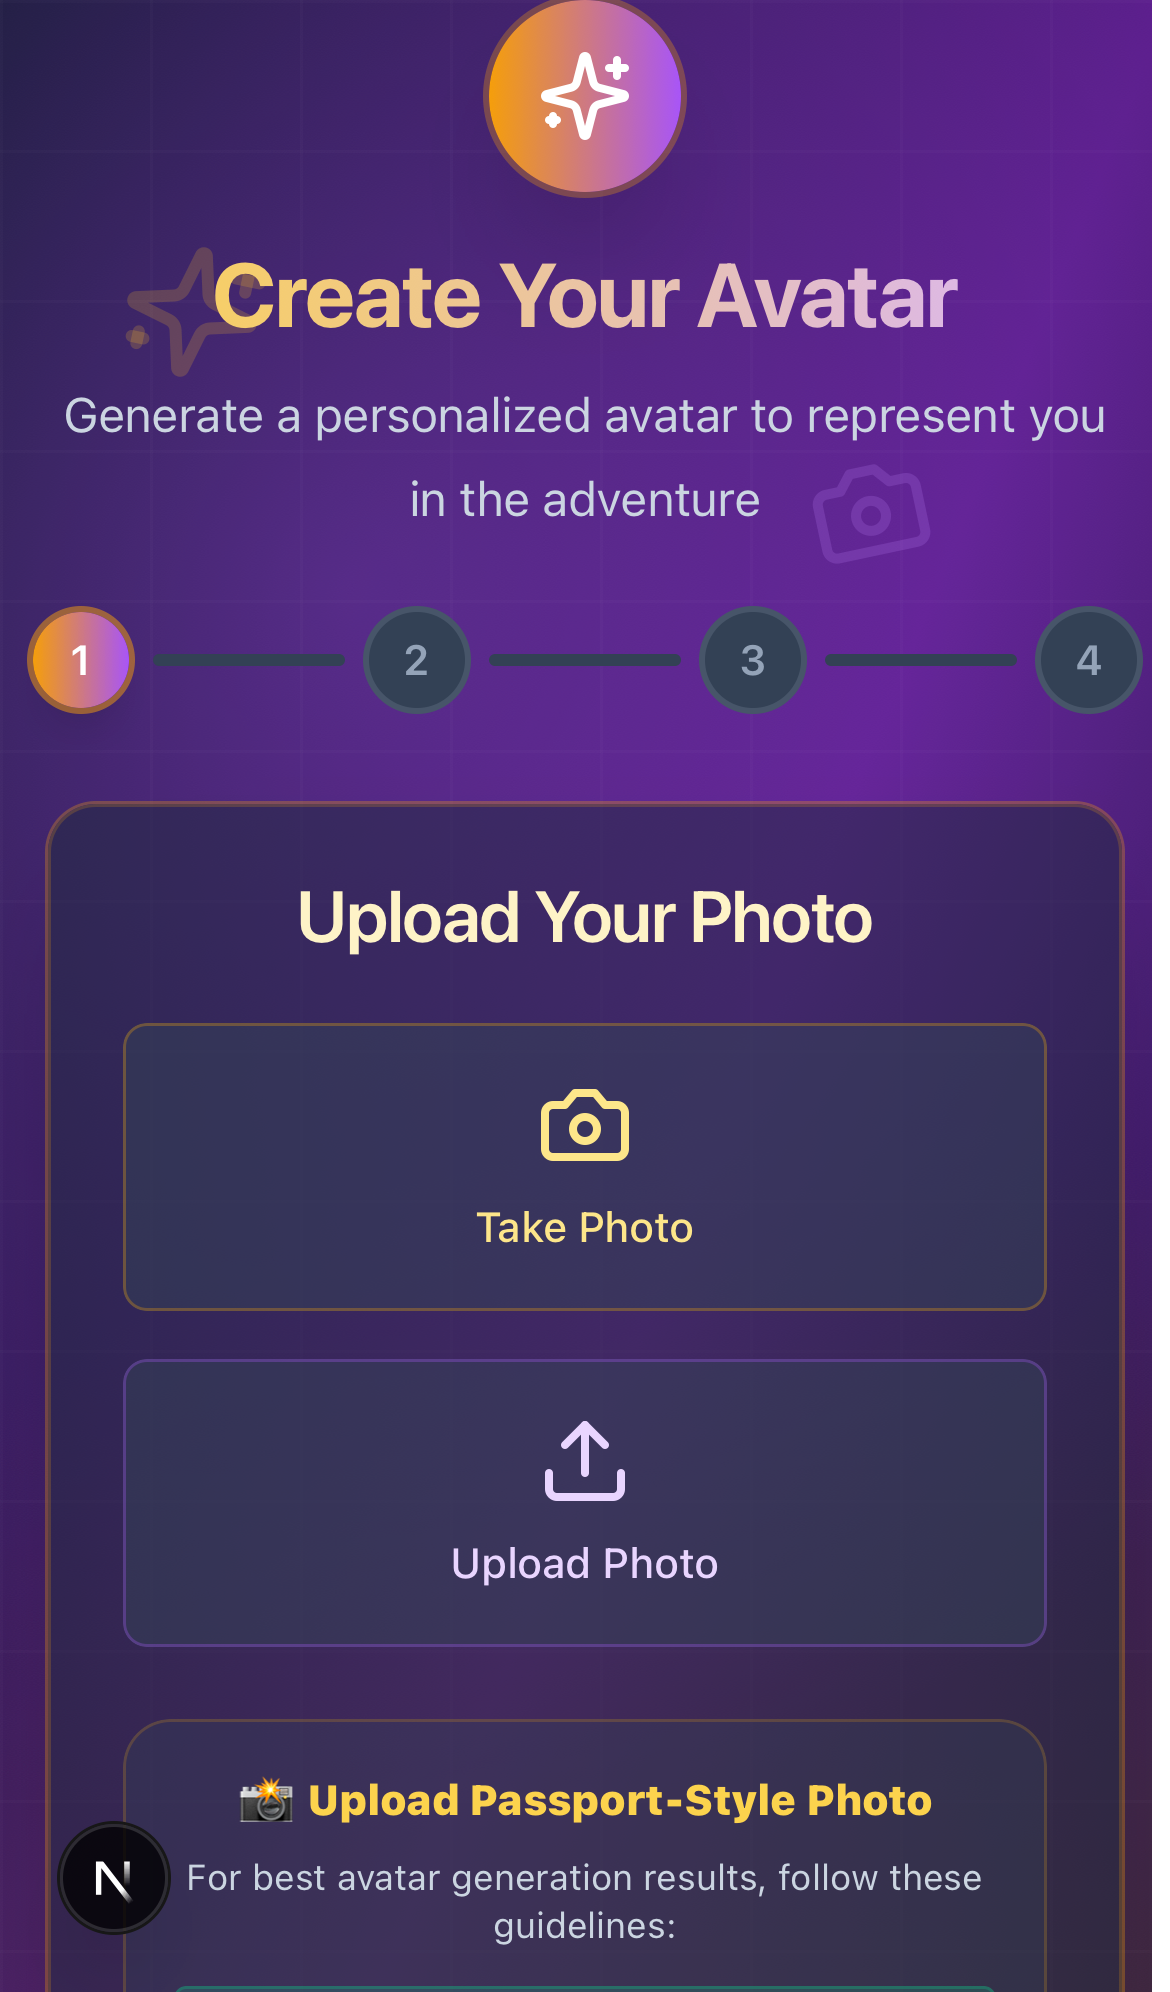 Create Your Avatar
Generate a personalized avatar to represent you
in the adventure
1 2 3 4
Upload Your Photo
Take Photo
Upload Photo
📸 Upload Passport-Style Photo
For best avatar generation results, follow these
guidelines:
N